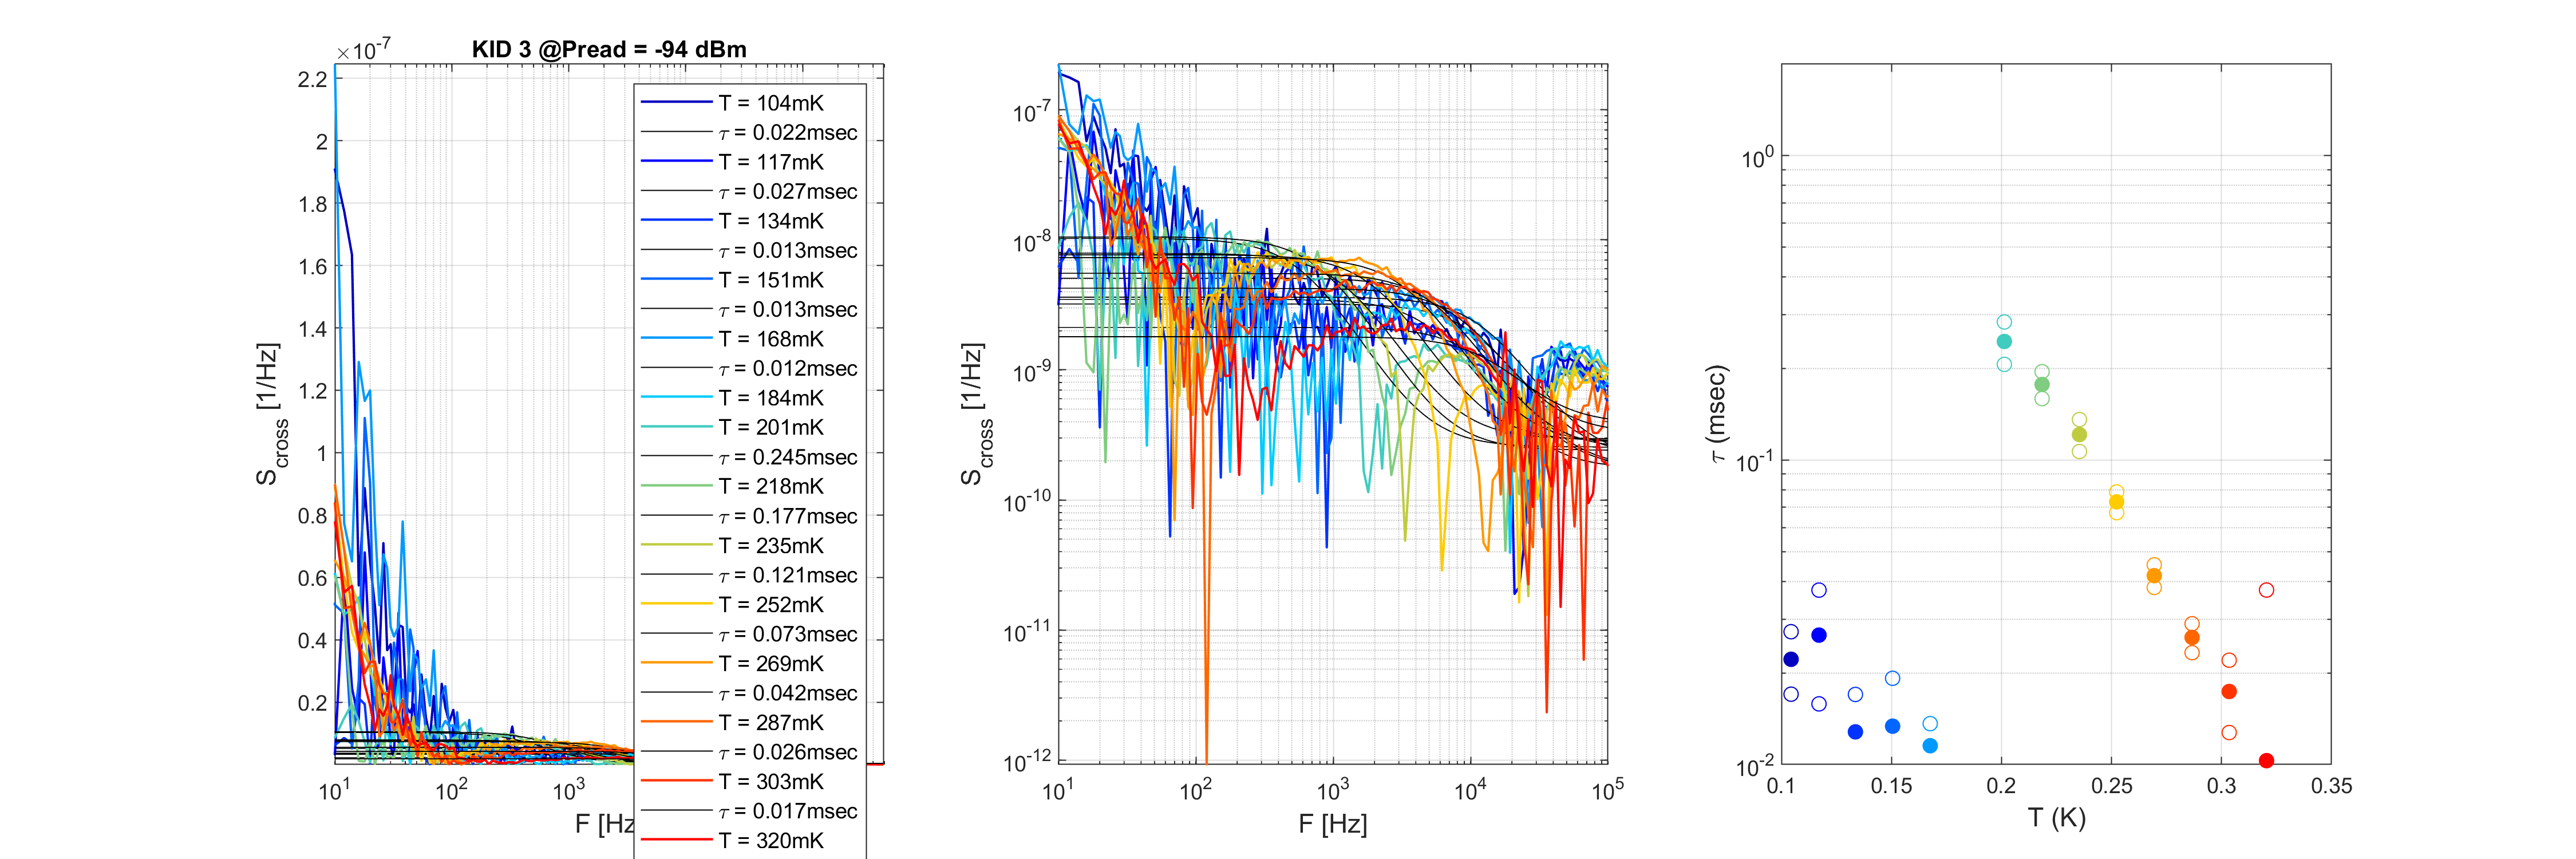 KID 3 @Pread = -94 dBm
×10-7
2.2
2
1.8
1.6
1.4
1.2
1
0.8
0.6
0.4
0.2
Scross [1/Hz]
101
102
103
F [Hz
T = 104mK
τ = 0.022msec
T = 117mK
τ = 0.027msec
T = 134mK
τ = 0.013msec
T = 151mK
τ = 0.013msec
T = 168mK
τ = 0.012msec
T = 184mK
T = 201mK
τ = 0.245msec
T = 218mK
τ = 0.177msec
T = 235mK
τ = 0.121msec
T = 252mK
τ = 0.073msec
T = 269mK
τ = 0.042msec
T = 287mK
τ = 0.026msec
T = 303mK
τ = 0.017msec
T = 320mK
10-7
10-8
10-9
10-10
10-11
10-12
Scross [1/Hz]
101
102
103
104
105
F [Hz]
100
10-1
10-2
τ (msec)
0.1
0.15
0.2
0.25
0.3
0.35
T (K)